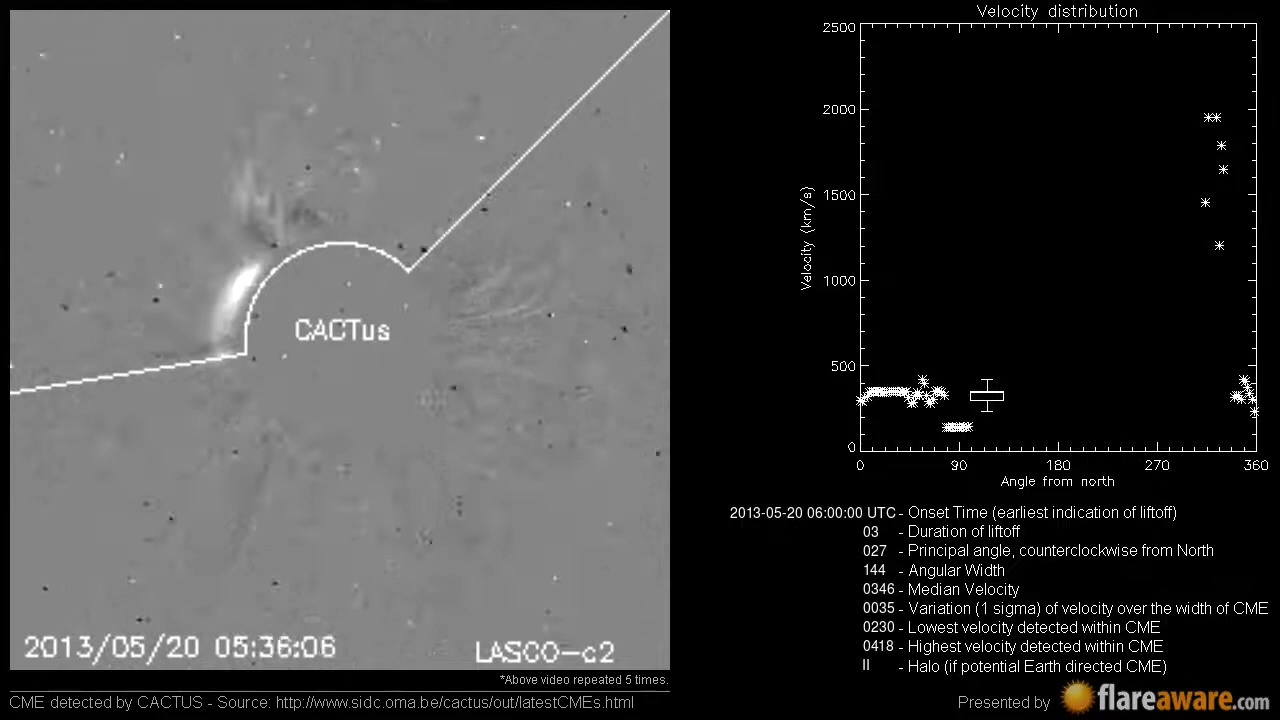 Velocity distribution
2500
2000
1500
1000
500
0
Velocity (km/s)
0 90 180 270 360
Angle from north
CACTus
2013/05/20 05:36:06
LASCO-c2
*Above video repeated 5 times.
2013-05-20 06:00:00 UTC - Onset Time (earliest indication of liftoff)
03 - Duration of liftoff
027 - Principal angle, counterclockwise from North
144 - Angular Width
0346 - Median Velocity
0035 - Variation (1 sigma) of velocity over the width of CME
0230 - Lowest velocity detected within CME
0418 - Highest velocity detected within CME
II - Halo (if potential Earth directed CME)
CME detected by CACTUS - Source: http://www.sidc.oma.be/cactus/out/latestCMEs.html
Presented by flareaware.com